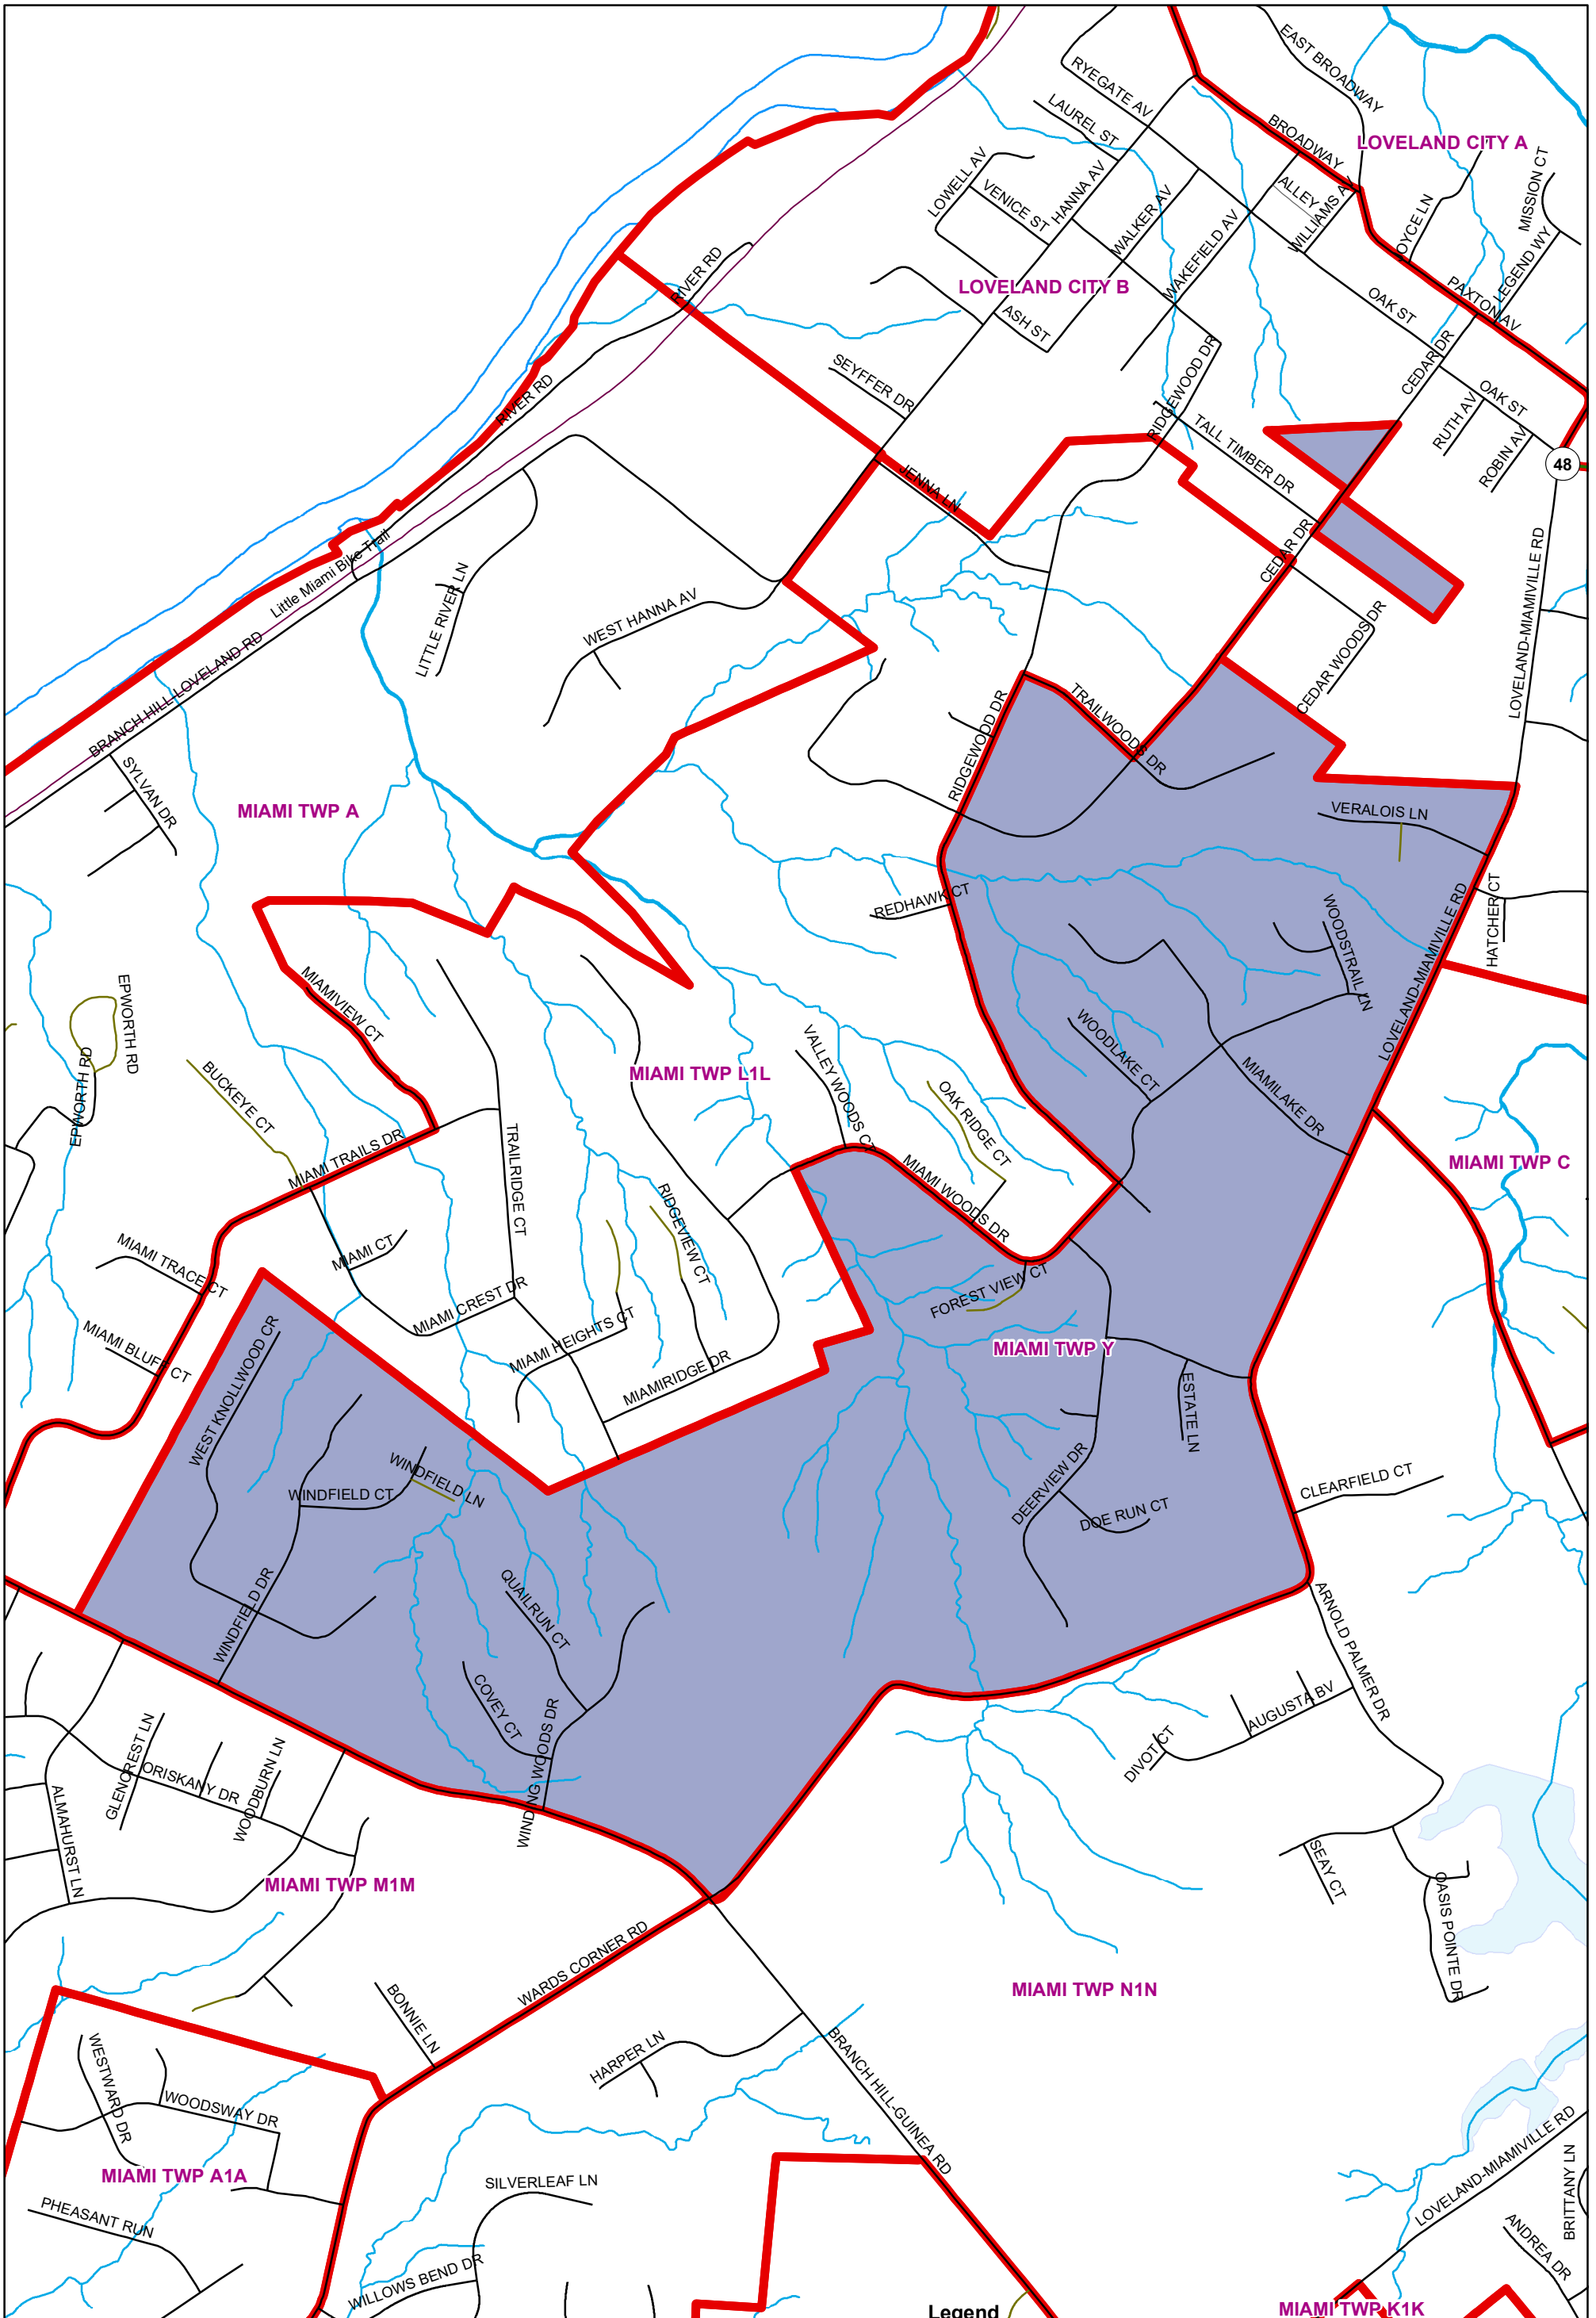 EAST BROADWAY
RYEGATE AV
LAUREL ST
BROADWAY
LOVELAND CITY A
LOWELL AV
VENICE ST
HANNA AV
WALKER AV
ALLEY
WILLIAMS AV
MISSION CT
LEGEND WY
WAKEFIELD AV
RIVER RD
LOVELAND CITY B
ASH ST
OAK ST
PAXTON AV
CEDAR DR
SEYFFER DR
RIVER RD
RIDGEWOOD DR
TALL TIMBER DR
OAK ST
RUTH AV
ROBIN AV
48
JENNA LN
CEDAR DR
Little Miami Bike Trail
LITTLE RIVER LN
WEST HANNA AV
BRANCH HILL-LOVELAND RD
CEDAR WOODS DR
LOVELAND-MIAMIVILLE RD
RIDGEWOOD DR
TRAILWOODS DR
SYLVAN DR
MIAMI TWP A
VERALOIS LN
REDHAWK CT
WOODSTRAIL LN
HATCHER CT
LOVELAND-MIAMIVILLE RD
EPWORTH RD
MIAMIVIEW CT
EPWORTH RD
BUCKEYE CT
MIAMI TWP L1L
VALLEY WOODS CT
OAK RIDGE CT
WOODLAKE CT
MIAMILAKE DR
MIAMI TRAILS DR
TRAILRIDGE CT
RIDGEVIEW CT
MIAMI WOODS DR
MIAMI TWP C
MIAMI TRACE CT
MIAMI CT
MIAMI CREST DR
MIAMI HEIGHTS CT
MIAMIRIDGE DR
FOREST VIEW CT
MIAMI TWP Y
MIAMI BLUFF CT
WEST KNOLLWOOD CR
ESTATE LN
WINDFIELD LN
WINDFIELD CT
DEERVIEW DR
DOE RUN CT
CLEARFIELD CT
WINDFIELD DR
QUAILRUN CT
COVEY CT
WINDING WOODS DR
ARNOLD PALMER DR
AUGUSTA BV
DIVOT CT
GLENCREST LN
ORISKANY DR
WOODBURN LN
ALMAHURST LN
SEAY CT
OASIS POINTE DR
MIAMI TWP M1M
WARDS CORNER RD
MIAMI TWP N1N
BONNIE LN
HARPER LN
BRANCH HILL-GUINEA RD
WESTWARD DR
WOODSWAY DR
MIAMI TWP A1A
PHEASANT RUN
SILVERLEAF LN
WILLOWS BEND DR
LOVELAND-MIAMIVILLE RD
BRITTANY LN
ANDREA DR
MIAMI TWP K1K
Legend